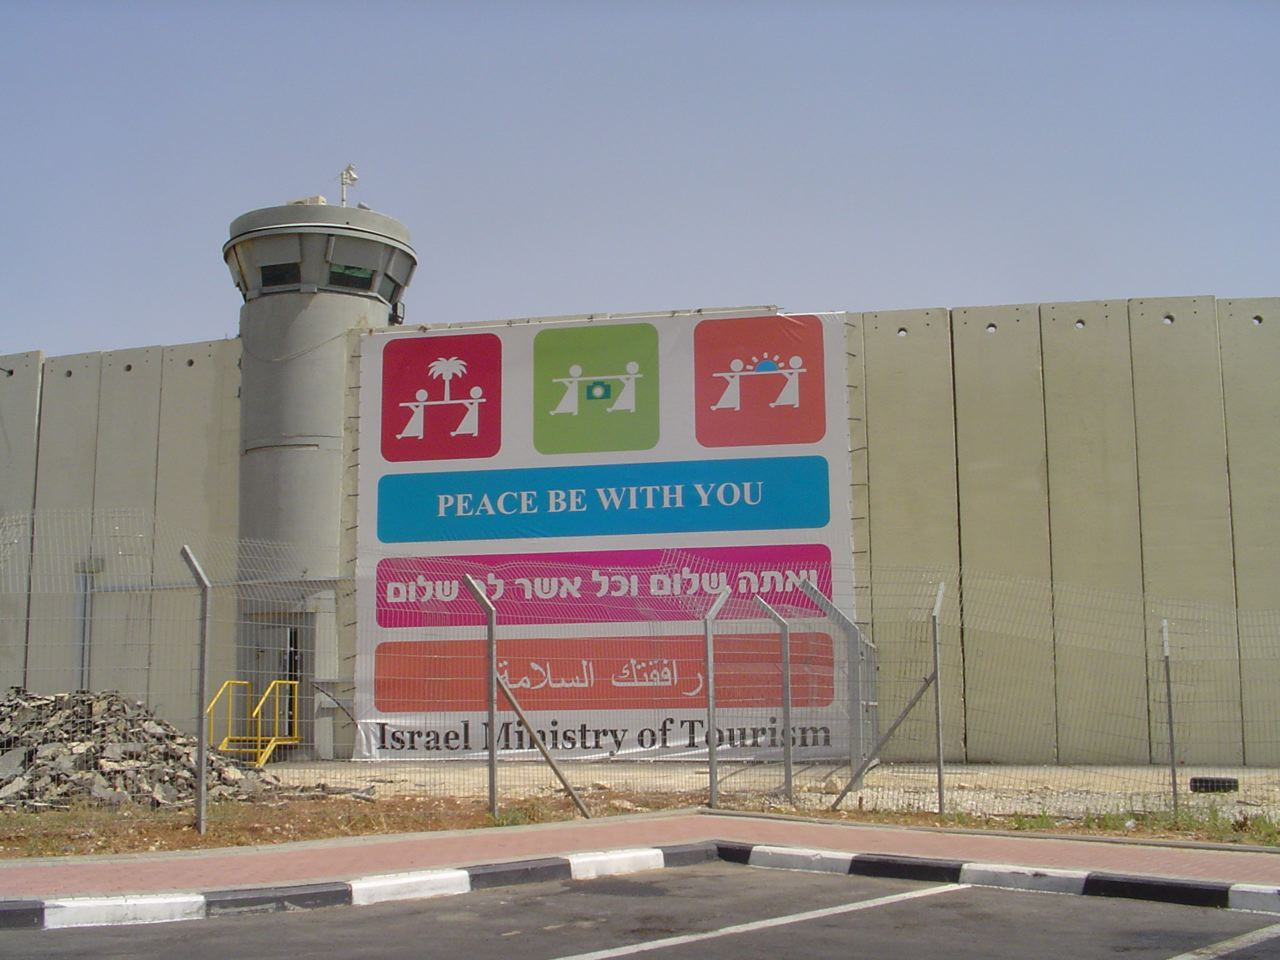 PEACE BE WITH YOU
ואתה שלום וכל אשר לך שלום
رافقتك السلامة
Israel Ministry of Tourism